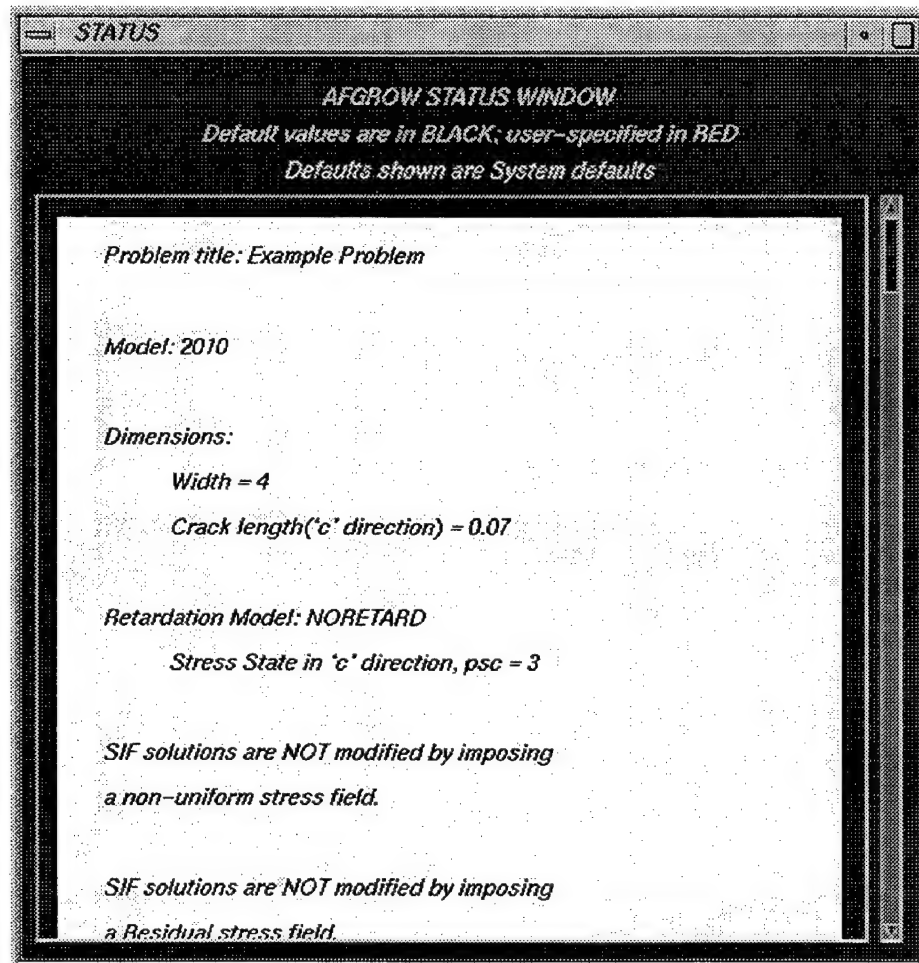 STATUS
AFGROW STATUS WINDOW
Default values are in BLACK; user-specified in RED
Defaults shown are System defaults
Problem title: Example Problem
Model: 2010
Dimensions:
Width = 4
Crack length('c' direction) = 0.07
Retardation Model: NORETARD
Stress State in 'c' direction, psc = 3
SIF solutions are NOT modified by imposing
a non-uniform stress field.
SIF solutions are NOT modified by imposing
a Residual stress field.